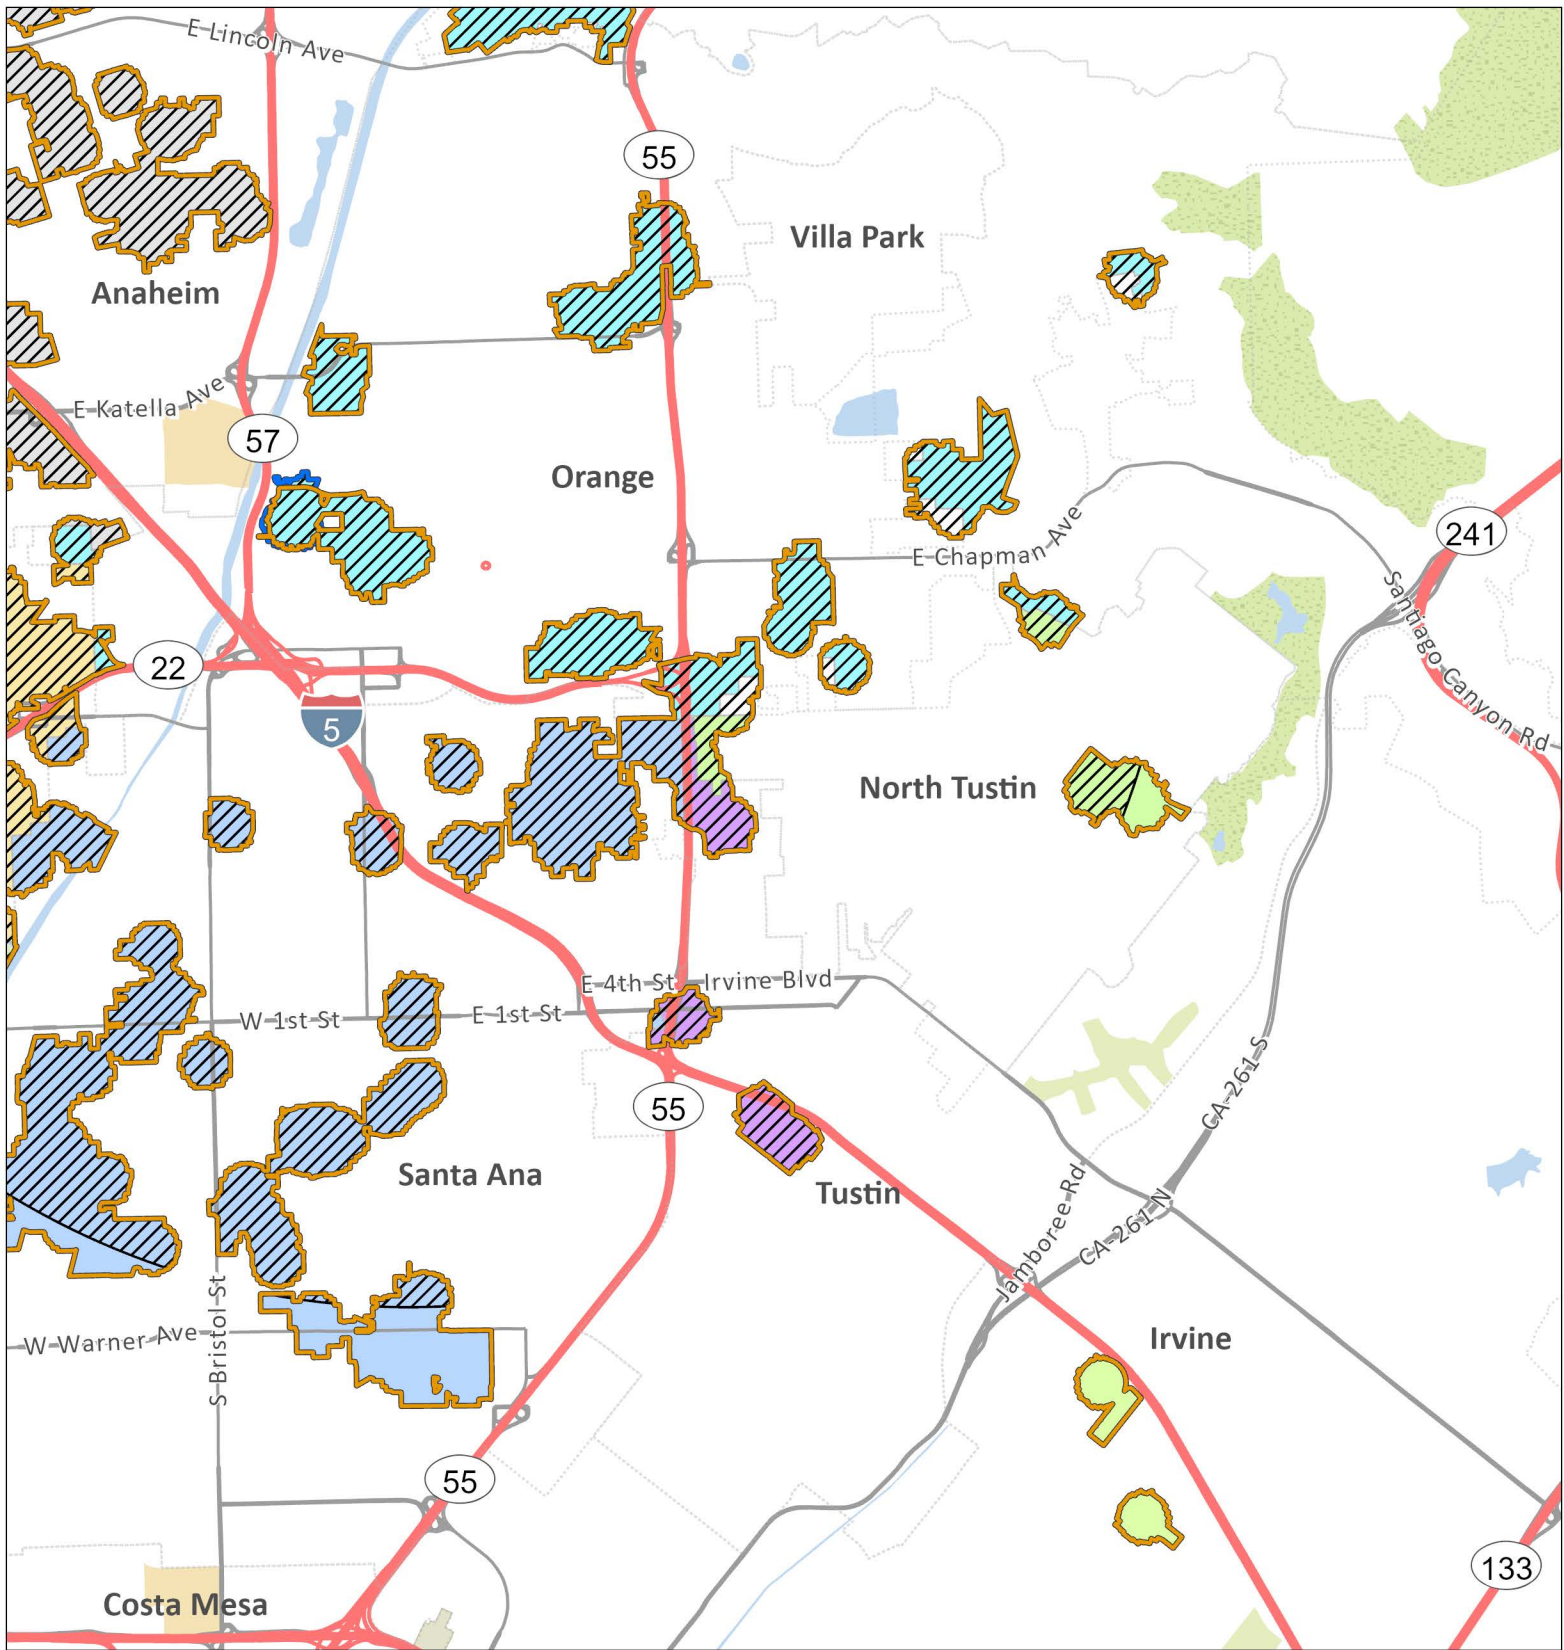 E Lincoln Ave
55
Villa Park
Anaheim
E Katella Ave
57
Orange
241
E Chapman Ave
Santiago Canyon Rd
22
5
North Tustin
E 4th St
Irvine Blvd
W 1st St
E 1st St
CA-261 S
55
Santa Ana
Tustin
Jamboree Rd
CA-261 N
S Bristol St
W Warner Ave
Irvine
55
133
Costa Mesa